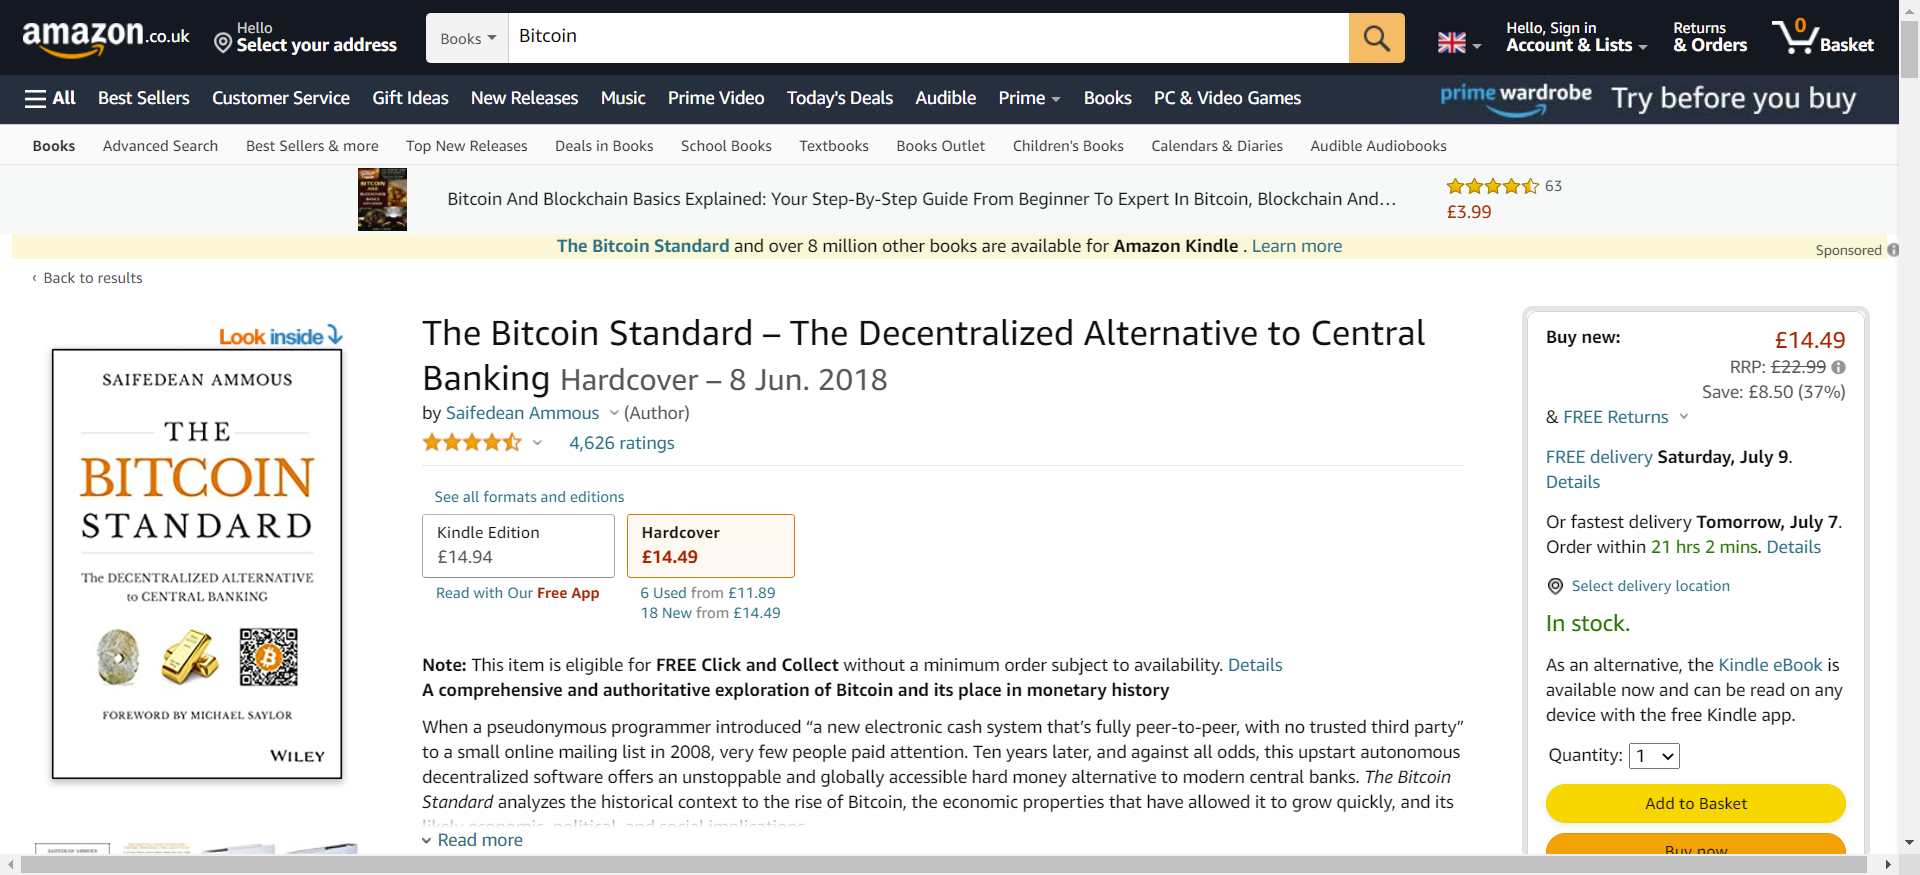 amazon.co.uk
Hello
Select your address
Books
Bitcoin
Hello, Sign in
Account & Lists
Returns
& Orders
0
Basket
All
Best Sellers
Customer Service
Gift Ideas
New Releases
Music
Prime Video
Today's Deals
Audible
Prime
Books
PC & Video Games
prime wardrobe
Try before you buy
Books
Advanced Search
Best Sellers & more
Top New Releases
Deals in Books
School Books
Textbooks
Books Outlet
Children's Books
Calendars & Diaries
Audible Audiobooks
Bitcoin And Blockchain Basics Explained: Your Step-By-Step Guide From Beginner To Expert In Bitcoin, Blockchain And…
63
£3.99
The Bitcoin Standard and over 8 million other books are available for Amazon Kindle . Learn more
Sponsored
‹ Back to results
Look inside
SAIFEDEAN AMMOUS
THE
BITCOIN
STANDARD
The DECENTRALIZED ALTERNATIVE
to CENTRAL BANKING
FOREWORD BY MICHAEL SAYLOR
WILEY
The Bitcoin Standard – The Decentralized Alternative to Central
Banking Hardcover – 8 Jun. 2018
by Saifedean Ammous (Author)
4,626 ratings
See all formats and editions
Kindle Edition
£14.94
Read with Our Free App
Hardcover
£14.49
6 Used from £11.89
18 New from £14.49
Note: This item is eligible for FREE Click and Collect without a minimum order subject to availability. Details
A comprehensive and authoritative exploration of Bitcoin and its place in monetary history
When a pseudonymous programmer introduced “a new electronic cash system that’s fully peer-to-peer, with no trusted third party”
to a small online mailing list in 2008, very few people paid attention. Ten years later, and against all odds, this upstart autonomous
decentralized software offers an unstoppable and globally accessible hard money alternative to modern central banks. The Bitcoin
Standard analyzes the historical context to the rise of Bitcoin, the economic properties that have allowed it to grow quickly, and its
likely economic, political, and social implications.
Read more
Buy new:
£14.49
RRP: £22.99
Save: £8.50 (37%)
& FREE Returns
FREE delivery Saturday, July 9.
Details
Or fastest delivery Tomorrow, July 7.
Order within 21 hrs 2 mins. Details
Select delivery location
In stock.
As an alternative, the Kindle eBook is
available now and can be read on any
device with the free Kindle app.
Quantity: 1
Add to Basket
Buy now